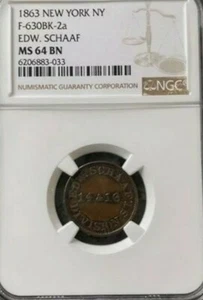 1863 NEW YORK NY
F-630BK-2a
EDW. SCHAAF
MS 64 BN
6206883-033
NUMISMATIC GUARANTY CORPORATION
NGC